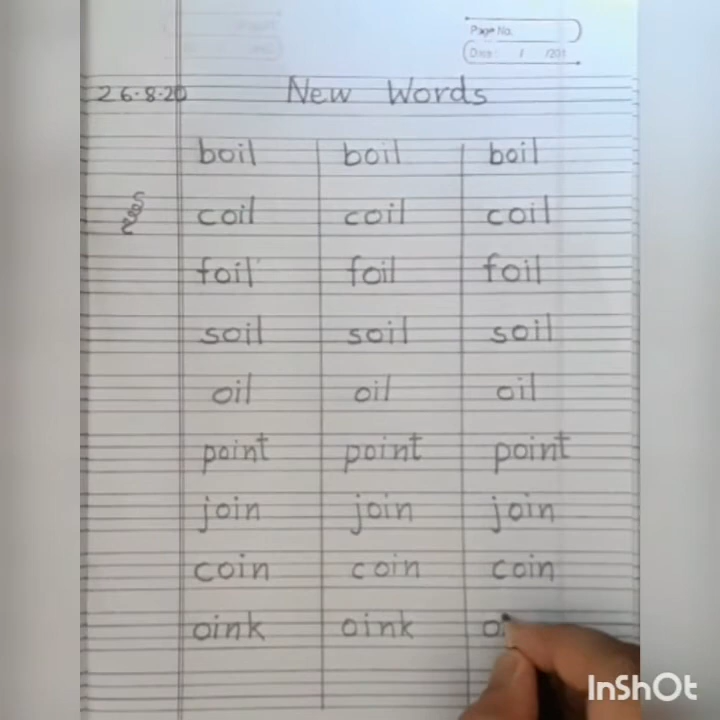 Page No.
Date: / /201
26.8.20 New Words
boil boil boil
coil coil coil
foil foil foil
soil soil soil
oil oil oil
point point point
join join join
coin coin coin
oink oink o
InShOt